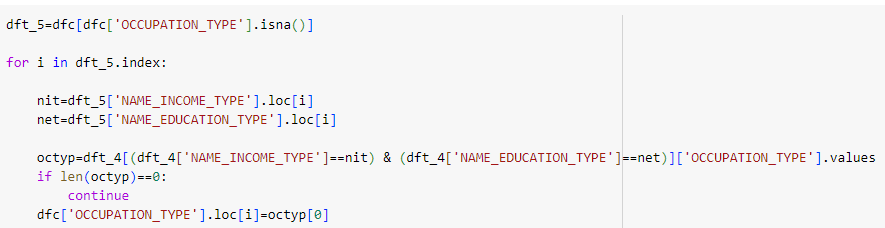 dft_5=dfc[dfc['OCCUPATION_TYPE'].isna()]
for i in dft_5.index:
nit=dft_5['NAME_INCOME_TYPE'].loc[i]
net=dft_5['NAME_EDUCATION_TYPE'].loc[i]
octyp=dft_4[(dft_4['NAME_INCOME_TYPE']==nit) & (dft_4['NAME_EDUCATION_TYPE']==net)]['OCCUPATION_TYPE'].values
if len(octyp)==0:
continue
dfc['OCCUPATION_TYPE'].loc[i]=octyp[0]